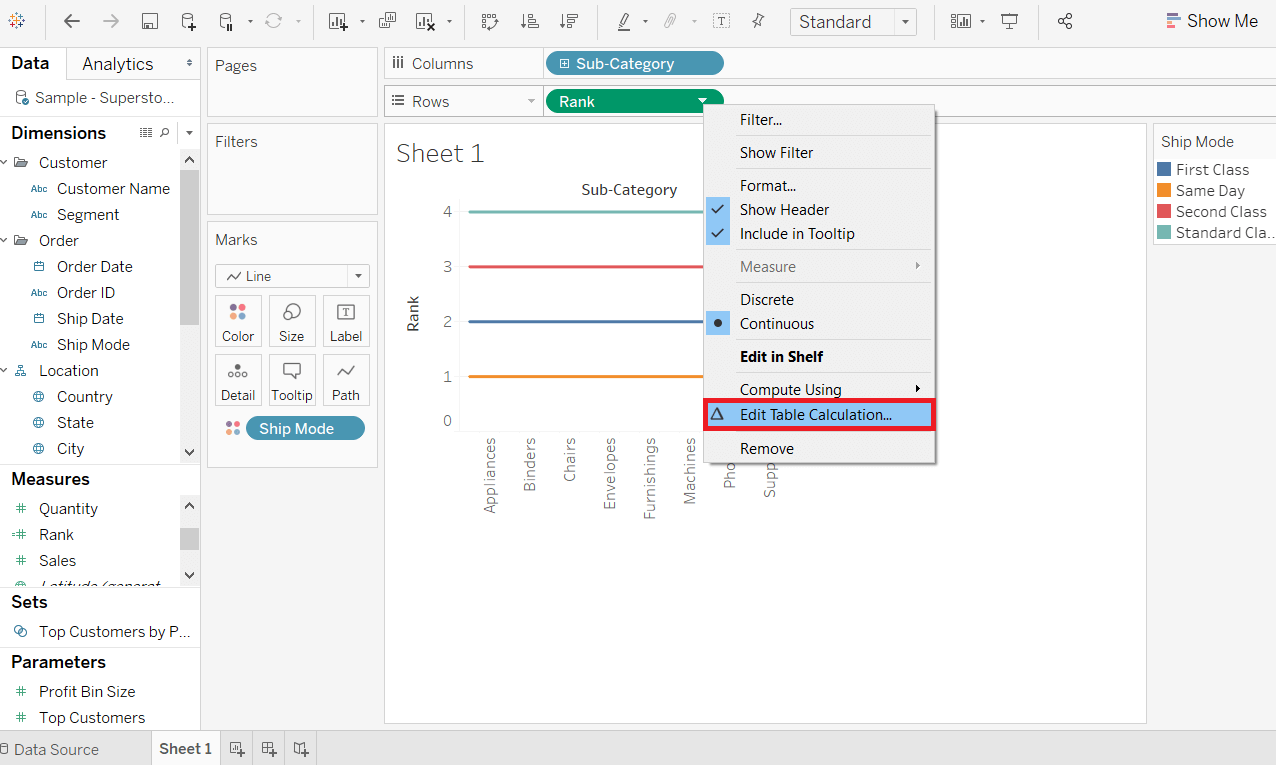 Standard
Show Me
Data
Analytics
Sample - Supersto...
Dimensions
Customer
Abc Customer Name
Abc Segment
Order
Order Date
Abc Order ID
Ship Date
Abc Ship Mode
Location
Country
State
City
Measures
Quantity
Rank
Sales
Sets
Top Customers by P...
Parameters
Profit Bin Size
Top Customers
Pages
Filters
Marks
Line
Color
Size
T
Label
Detail
Tooltip
Path
Ship Mode
Columns
Sub-Category
Rows
Rank
Sheet 1
Sub-Category
Rank
4
3
2
1
0
Appliances
Binders
Chairs
Envelopes
Furnishings
Machines
Pho
Supp
Filter...
Show Filter
Format...
Show Header
Include in Tooltip
Measure
Discrete
Continuous
Edit in Shelf
Compute Using
Edit Table Calculation...
Remove
Ship Mode
First Class
Same Day
Second Class
Standard Cla...
Data Source
Sheet 1